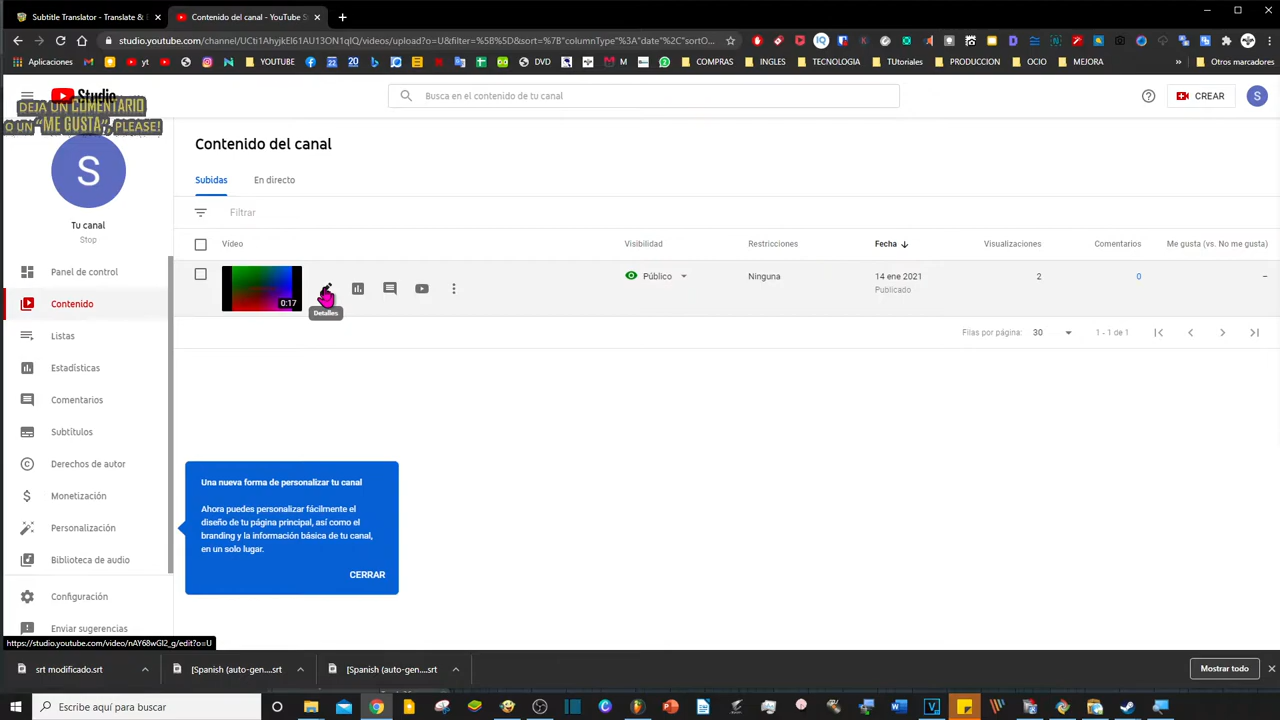 Subtitle Translator - Translate & E
Contenido del canal - YouTube S
studio.youtube.com/channel/UCti1AhyjkEl61AU13ON1qIQ/videos/upload?o=U&filter=%5B%5D&sort=%7B"columnType"%3A"date"%2C"sortO...
Aplicaciones
yt
YOUTUBE
22
20
DVD
M
COMPRAS
INGLES
TECNOLOGIA
TUtoriales
PRODUCCION
OCIO
MEJORA
»
Otros marcadores
Studio
DEJA UN COMENTARIO
O UN "ME GUSTA", PLEASE!
Busca en el contenido de tu canal
CREAR
S
S
Tu canal
Stop
Panel de control
Contenido
Listas
Estadísticas
Comentarios
Subtítulos
Derechos de autor
Monetización
Personalización
Biblioteca de audio
Configuración
Enviar sugerencias
Contenido del canal
Subidas
En directo
Filtrar
Vídeo
Visibilidad
Restricciones
Fecha
Visualizaciones
Comentarios
Me gusta (vs. No me gusta)
0:17
Detalles
Público
Ninguna
14 ene 2021
Publicado
2
0
–
Filas por página:
30
1 - 1 de 1
Una nueva forma de personalizar tu canal
Ahora puedes personalizar fácilmente el
diseño de tu página principal, así como el
branding y la información básica de tu canal,
en un solo lugar.
CERRAR
https://studio.youtube.com/video/nAY68wGI2_g/edit?o=U
srt modificado.srt
[Spanish (auto-gen....srt
[Spanish (auto-gen....srt
Mostrar todo
Escribe aquí para buscar